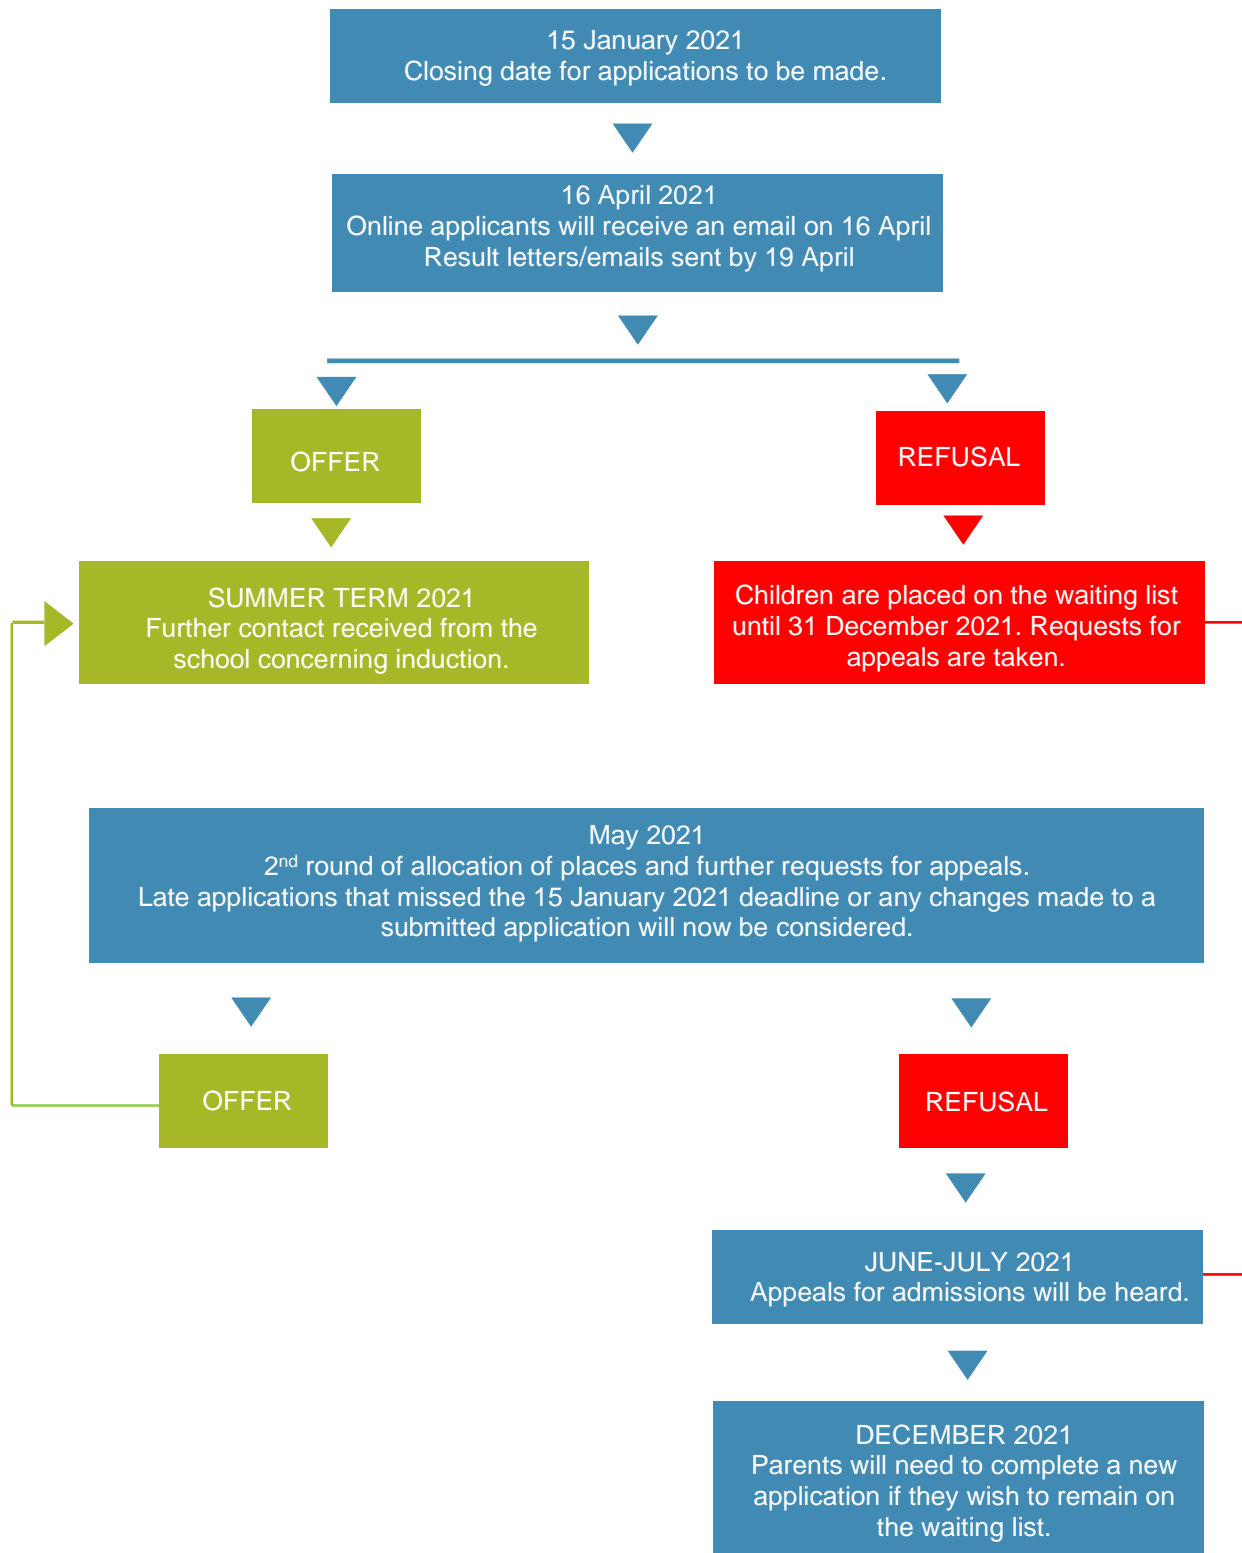 15 January 2021
Closing date for applications to be made.
16 April 2021
Online applicants will receive an email on 16 April
Result letters/emails sent by 19 April
OFFER
REFUSAL
SUMMER TERM 2021
Further contact received from the
school concerning induction.
Children are placed on the waiting list
until 31 December 2021. Requests for
appeals are taken.
May 2021
2nd round of allocation of places and further requests for appeals.
Late applications that missed the 15 January 2021 deadline or any changes made to a
submitted application will now be considered.
OFFER
REFUSAL
JUNE-JULY 2021
Appeals for admissions will be heard.
DECEMBER 2021
Parents will need to complete a new
application if they wish to remain on
the waiting list.